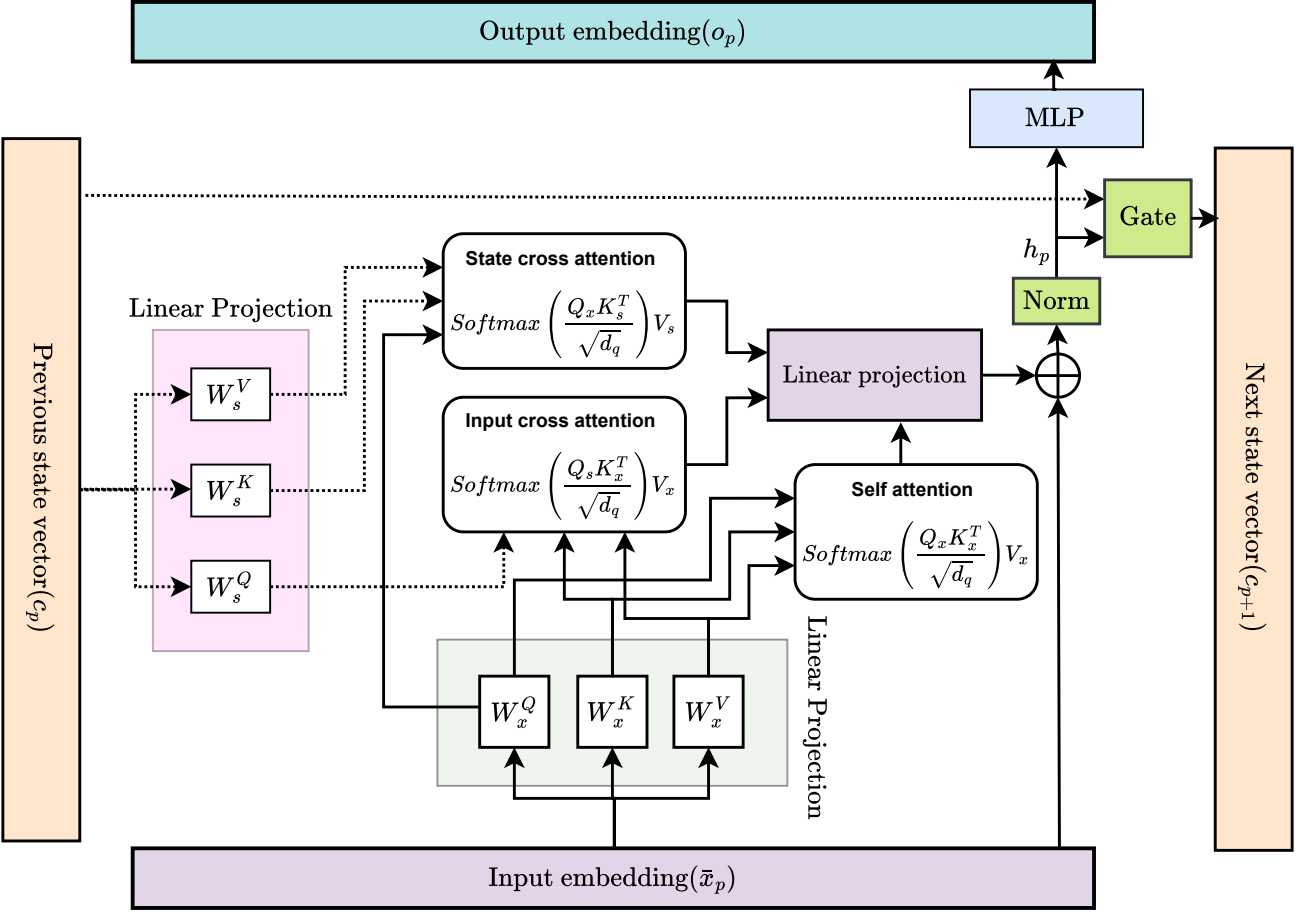 Output embedding(o_p)
MLP
Gate
h_p
Norm
State cross attention
Softmax(Q_x K_s^T / √d_q)V_s
Linear Projection
Previous state vector(c_p)
W_s^V
W_s^K
W_s^Q
Linear projection
Input cross attention
Softmax(Q_s K_x^T / √d_q)V_x
Self attention
Softmax(Q_x K_x^T / √d_q)V_x
Next state vector(c_{p+1})
Linear Projection
W_x^Q
W_x^K
W_x^V
Input embedding(x̄_p)